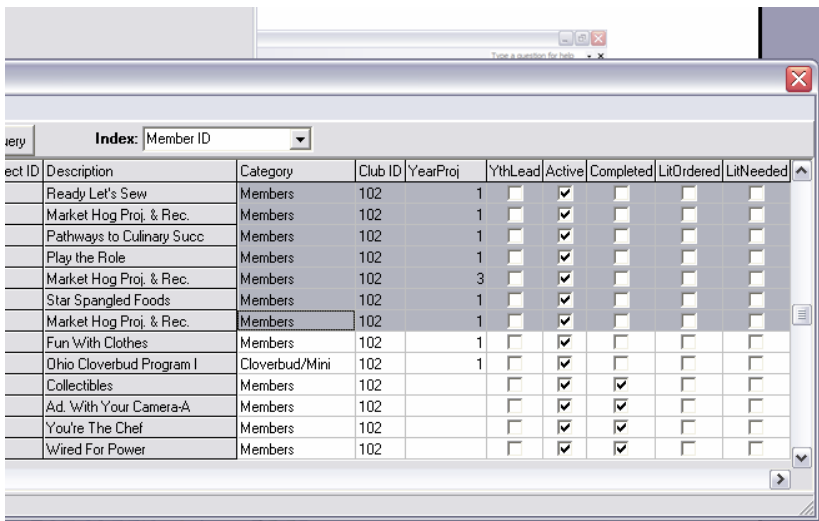 Type a question for help
uery Index: Member ID
ect ID Description Category Club ID YearProj YthLead Active Completed LitOrdered LitNeeded
Ready Let's Sew Members 102 1
Market Hog Proj. & Rec. Members 102 1
Pathways to Culinary Succ Members 102 1
Play the Role Members 102 1
Market Hog Proj. & Rec. Members 102 3
Star Spangled Foods Members 102 1
Market Hog Proj. & Rec. Members 102 1
Fun With Clothes Members 102 1
Ohio Cloverbud Program I Cloverbud/Mini 102 1
Collectibles Members 102
Ad. With Your Camera-A Members 102
You're The Chef Members 102
Wired For Power Members 102